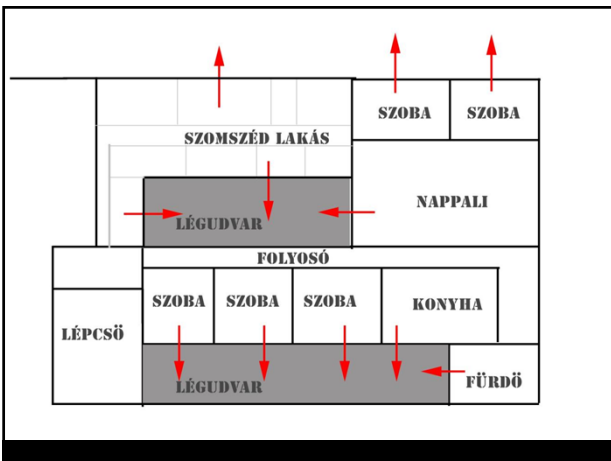 SZOBA
SZOBA
SZOMSZÉD LAKÁS
NAPPALI
LÉGUDVAR
FOLYOSÓ
SZOBA
SZOBA
SZOBA
KONYHA
LÉPCSÖ
LÉGUDVAR
FÜRDÖ